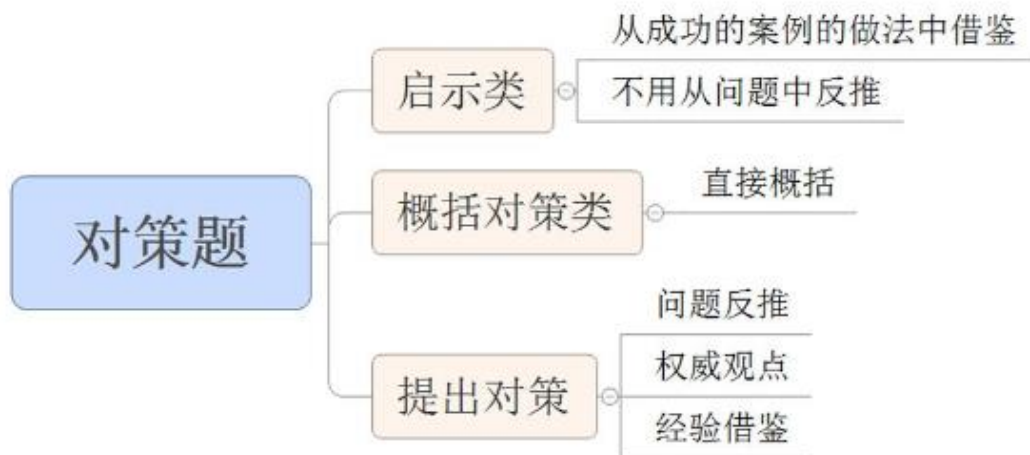 对策题
启示类
从成功的案例的做法中借鉴
不用从问题中反推
概括对策类
直接概括
提出对策
问题反推
权威观点
经验借鉴